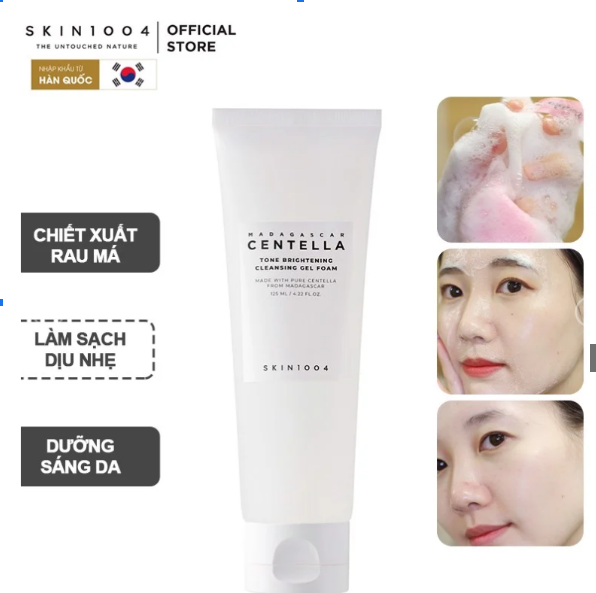 SKIN1004
THE UNTOUCHED NATURE
OFFICIAL
STORE
NHẬP KHẨU TỪ
HÀN QUỐC
CHIẾT XUẤT
RAU MÁ
LÀM SẠCH
DỊU NHẸ
DƯỠNG
SÁNG DA
MADAGASCAR
CENTELLA
TONE BRIGHTENING
CLEANSING GEL FOAM
MADE WITH PURE CENTELLA
FROM MADAGASCAR
125 ML / 4.22 FL.OZ.
SKIN1004